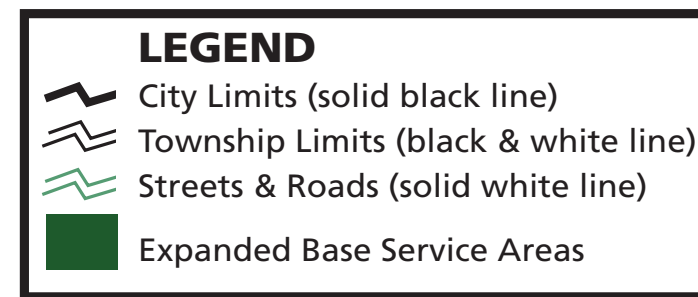 LEGEND
City Limits (solid black line)
Township Limits (black & white line)
Streets & Roads (solid white line)
Expanded Base Service Areas